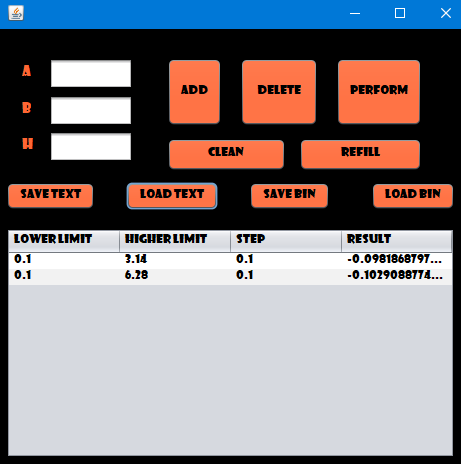 A
B
H
ADD DELETE PERFORM
CLEAN REFILL
SAVE TEXT LOAD TEXT SAVE BIN LOAD BIN
LOWER LIMIT HIGHER LIMIT STEP RESULT
0.1 3.14 0.1 -0.0981868797...
0.1 6.28 0.1 -0.1029088774...